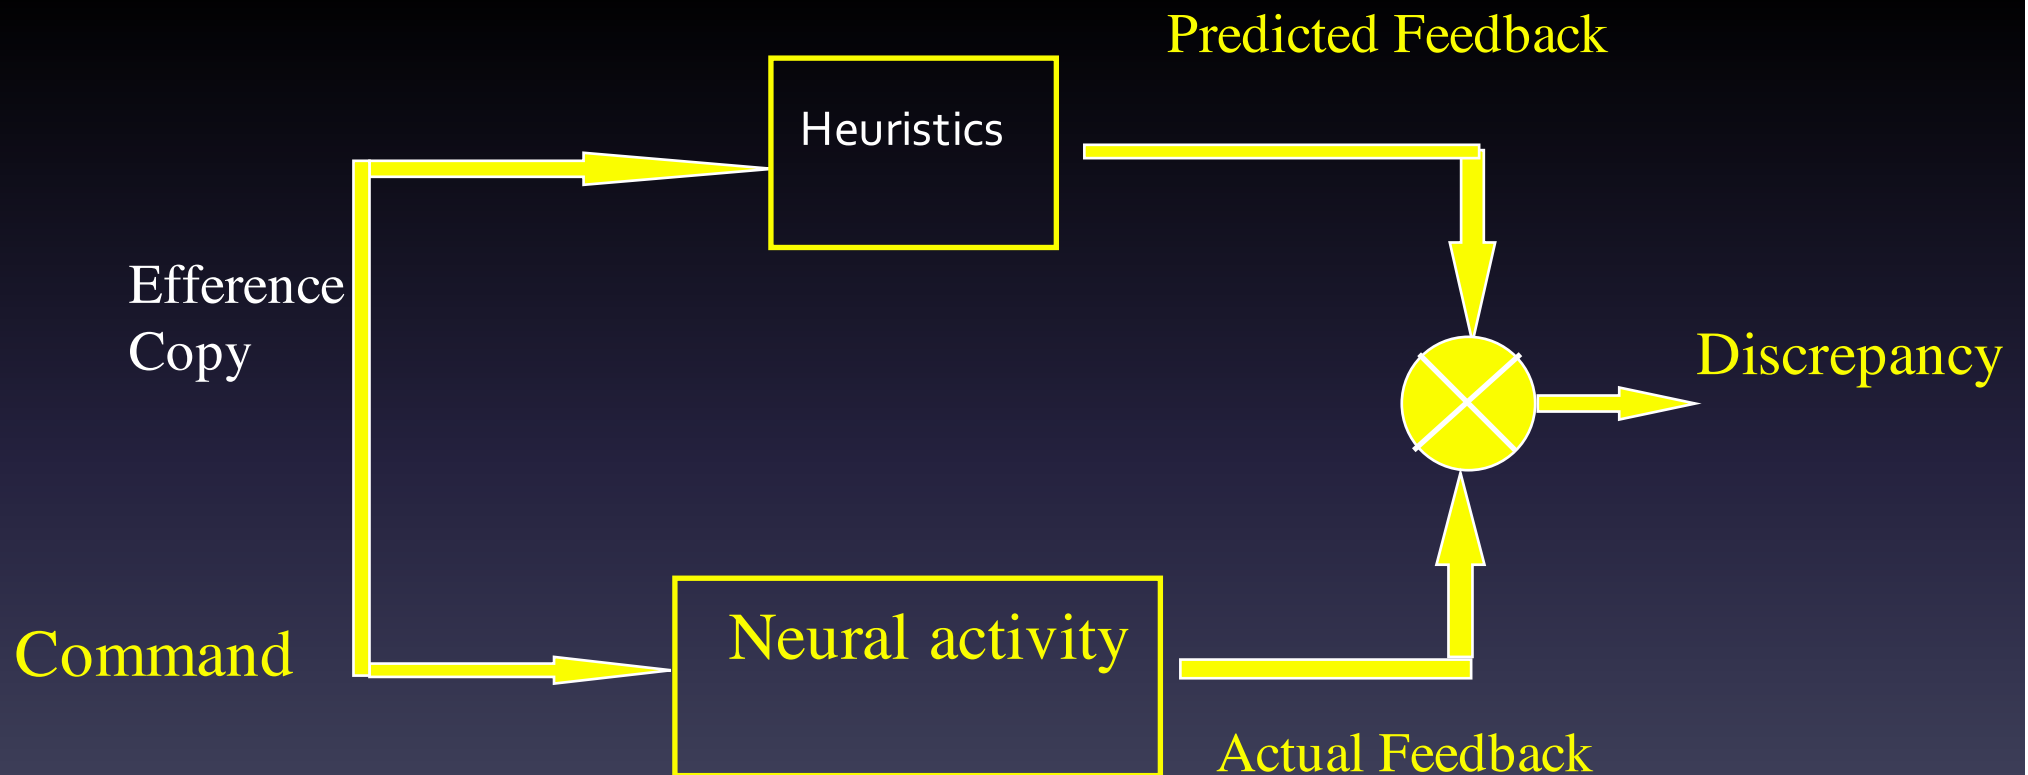 Predicted Feedback
Heuristics
Efference
Copy
Discrepancy
Command
Neural activity
Actual Feedback